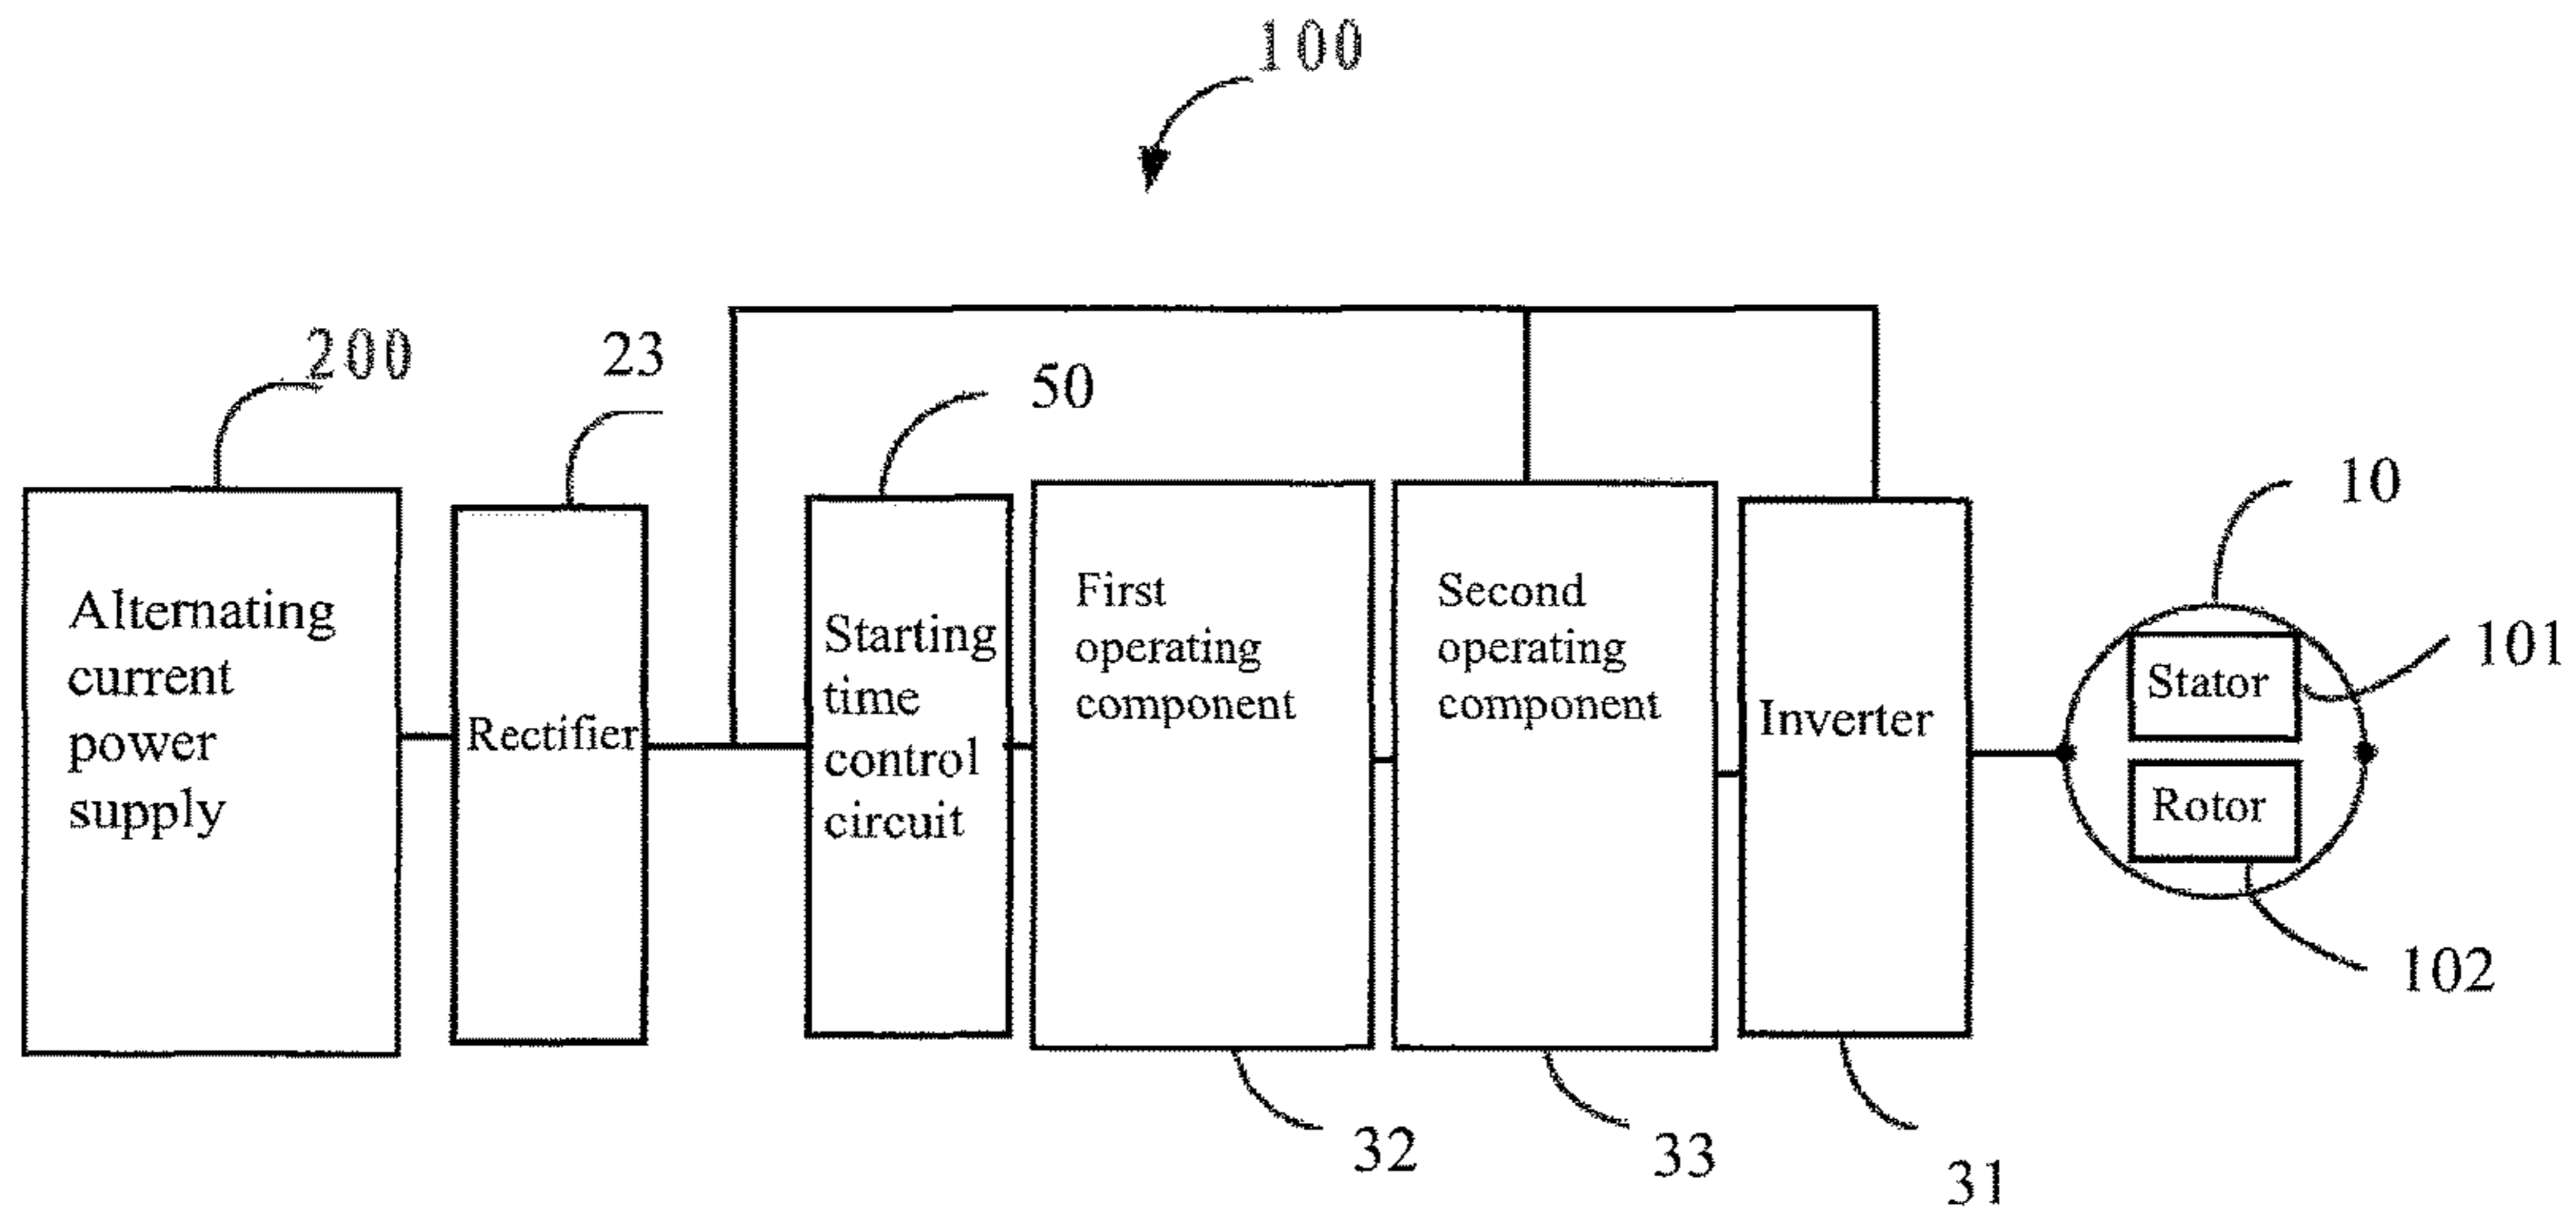 100
200
23
50
10
101
102
Alternating
current
power
supply
Rectifier
Starting
time
control
circuit
First
operating
component
Second
operating
component
Inverter
Stator
Rotor
32
33
31